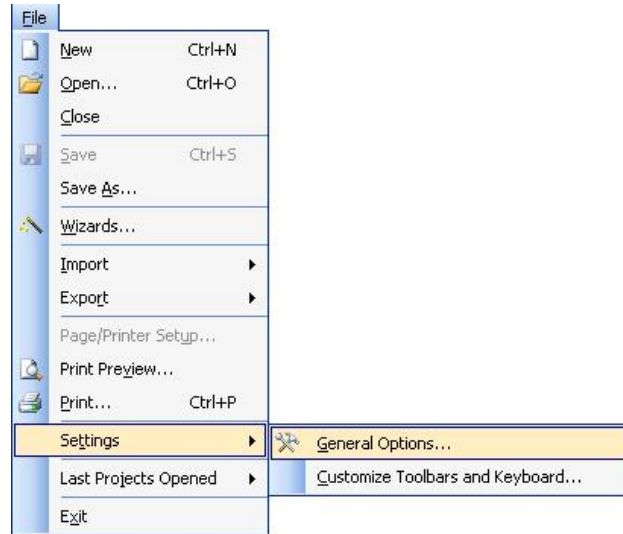 File
New Ctrl+N
Open... Ctrl+O
Close
Save Ctrl+S
Save As...
Wizards...
Import
Export
Page/Printer Setup...
Print Preview...
Print... Ctrl+P
Settings
General Options...
Last Projects Opened
Customize Toolbars and Keyboard...
Exit